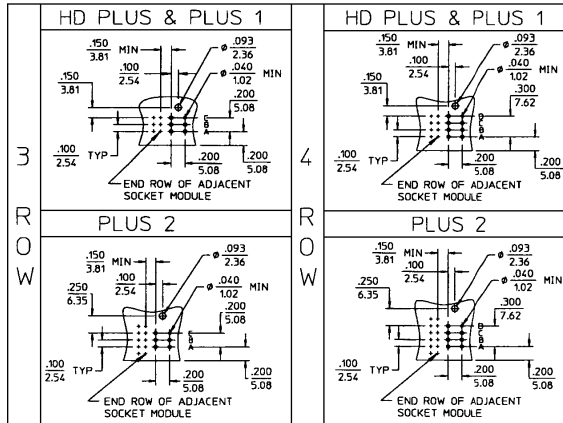 3 ROW
HD PLUS & PLUS 1
.150 MIN
3.81
.100
2.54
.150
3.81
ø .093
2.36
ø .040 MIN
1.02
.200
5.08
C
B
A
.100 TYP
2.54
.200
5.08
.200
5.08
END ROW OF ADJACENT
SOCKET MODULE
PLUS 2
.150 MIN
3.81
.100
2.54
.250
6.35
ø .093
2.36
ø .040 MIN
1.02
.200
5.08
C
B
A
.100 TYP
2.54
.200
5.08
.200
5.08
END ROW OF ADJACENT
SOCKET MODULE
4 ROW
HD PLUS & PLUS 1
.150 MIN
3.81
.100
2.54
.150
3.81
ø .093
2.36
ø .040 MIN
1.02
.300
7.62
D
C
B
A
.100 TYP
2.54
.200
5.08
.200
5.08
END ROW OF ADJACENT
SOCKET MODULE
PLUS 2
.150 MIN
3.81
.100
2.54
.250
6.35
ø .093
2.36
ø .040 MIN
1.02
.300
7.62
D
C
B
A
.100 TYP
2.54
.200
5.08
.200
5.08
END ROW OF ADJACENT
SOCKET MODULE